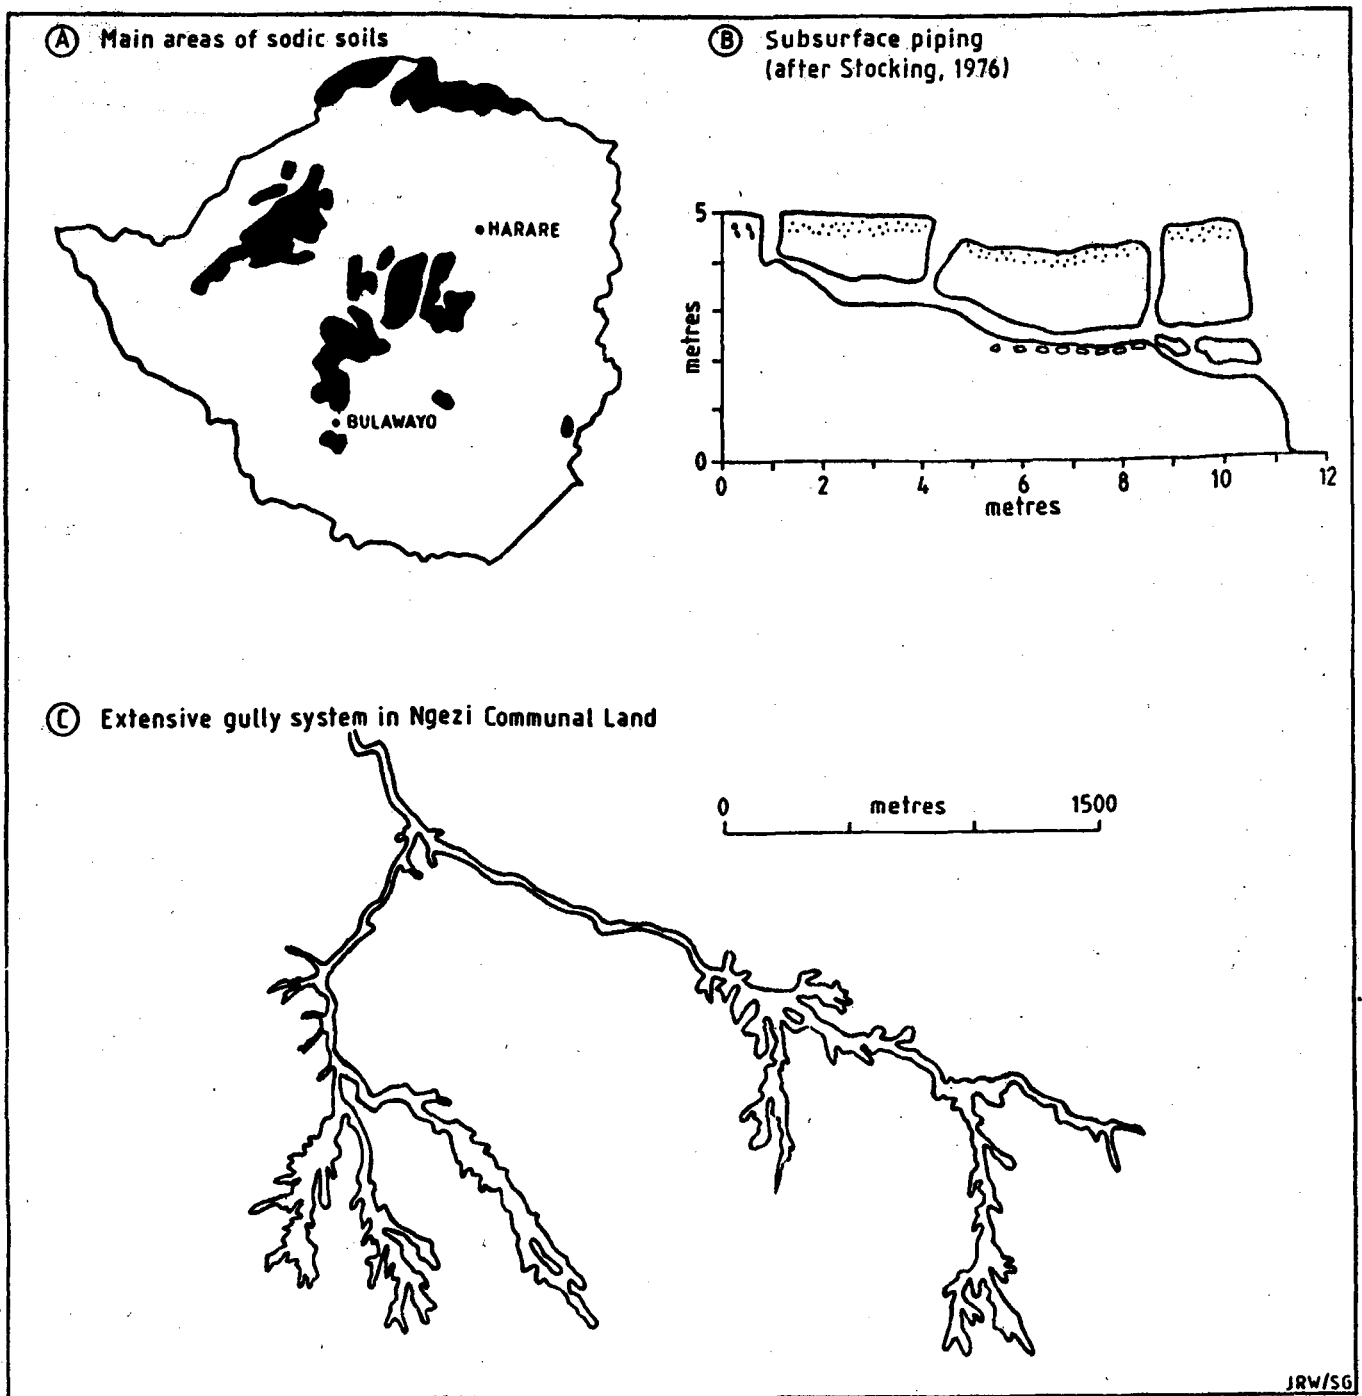 A Main areas of sodic soils
B Subsurface piping
(after Stocking, 1976)
HARARE
BULAWAYO
5
metres
0
0 2 4 6 8 10 12
metres
C Extensive gully system in Ngezi Communal Land
0 metres 1500
JRW/SG